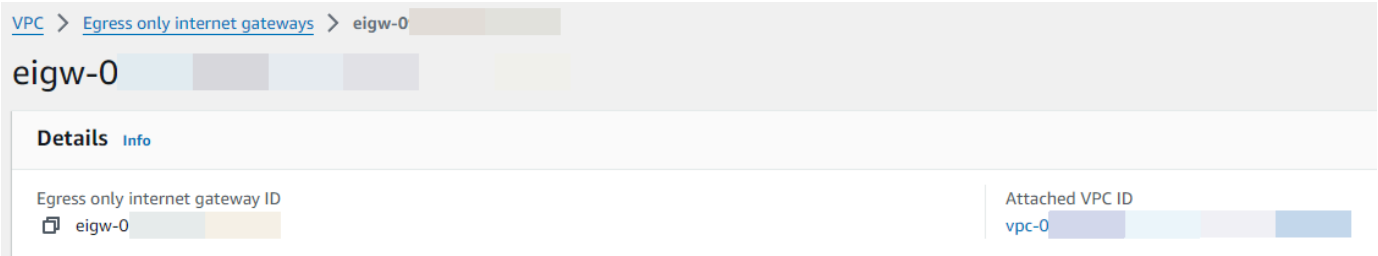 VPC > Egress only internet gateways > eigw-0
eigw-0
Details Info
Egress only internet gateway ID
eigw-0
Attached VPC ID
vpc-0